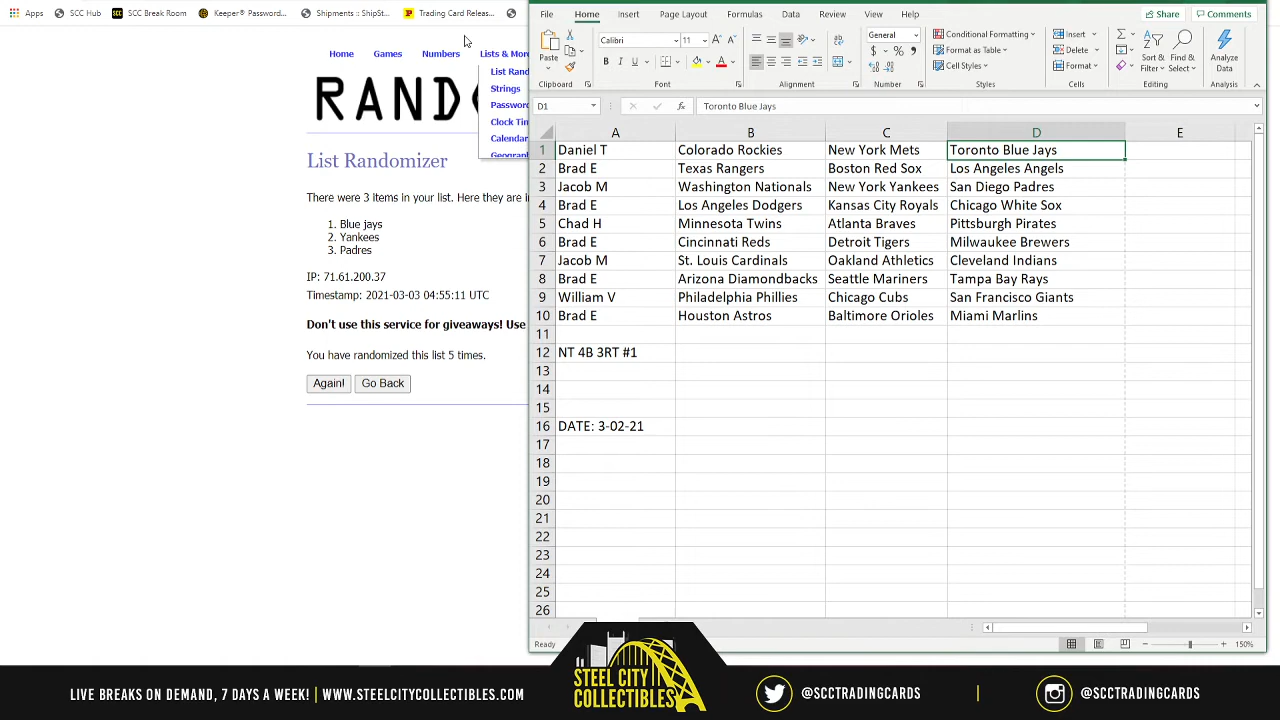 Apps SCC Hub SCC Break Room Keeper® Password... Shipments :: ShipSt... Trading Card Releas...
Home Games Numbers Lists & More
List Rand
Strings
Password
Clock Tim
Calendar
Geograph
RANDO
List Randomizer
There were 3 items in your list. Here they are in
1. Blue jays
2. Yankees
3. Padres
IP: 71.61.200.37
Timestamp: 2021-03-03 04:55:11 UTC
Don't use this service for giveaways! Use
You have randomized this list 5 times.
Again! Go Back
File Home Insert Page Layout Formulas Data Review View Help Share Comments
Paste Calibri 11 General Conditional Formatting Format as Table Cell Styles Insert Delete Format Sort & Filter Find & Select Analyze Data
Clipboard Font Alignment Number Styles Cells Editing Analysis
D1 fx Toronto Blue Jays
A B C D E
1 Daniel T Colorado Rockies New York Mets Toronto Blue Jays
2 Brad E Texas Rangers Boston Red Sox Los Angeles Angels
3 Jacob M Washington Nationals New York Yankees San Diego Padres
4 Brad E Los Angeles Dodgers Kansas City Royals Chicago White Sox
5 Chad H Minnesota Twins Atlanta Braves Pittsburgh Pirates
6 Brad E Cincinnati Reds Detroit Tigers Milwaukee Brewers
7 Jacob M St. Louis Cardinals Oakland Athletics Cleveland Indians
8 Brad E Arizona Diamondbacks Seattle Mariners Tampa Bay Rays
9 William V Philadelphia Phillies Chicago Cubs San Francisco Giants
10 Brad E Houston Astros Baltimore Orioles Miami Marlins
11
12 NT 4B 3RT #1
13
14
15
16 DATE: 3-02-21
17
18
19
20
21
22
23
24
25
26
Ready 150%
LIVE BREAKS ON DEMAND, 7 DAYS A WEEK! | WWW.STEELCITYCOLLECTIBLES.COM
STEEL CITY
COLLECTIBLES
@SCCTRADINGCARDS | @SCCTRADINGCARDS